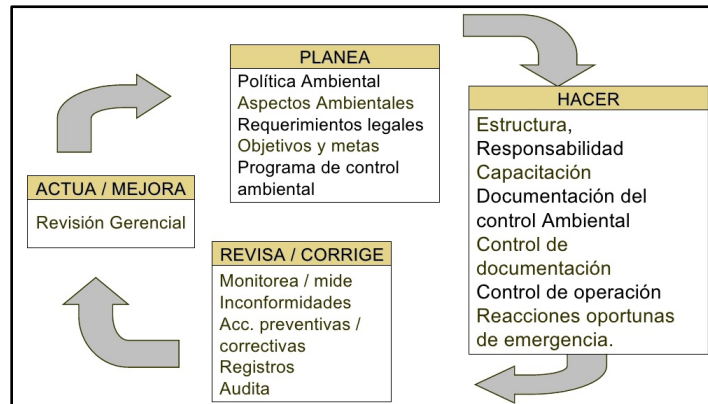 PLANEA
Política Ambiental
Aspectos Ambientales
Requerimientos legales
Objetivos y metas
Programa de control
ambiental
HACER
Estructura,
Responsabilidad
Capacitación
Documentación del
control Ambiental
Control de
documentación
Control de operación
Reacciones oportunas
de emergencia.
REVISA / CORRIGE
Monitorea / mide
Inconformidades
Acc. preventivas /
correctivas
Registros
Audita
ACTUA / MEJORA
Revisión Gerencial